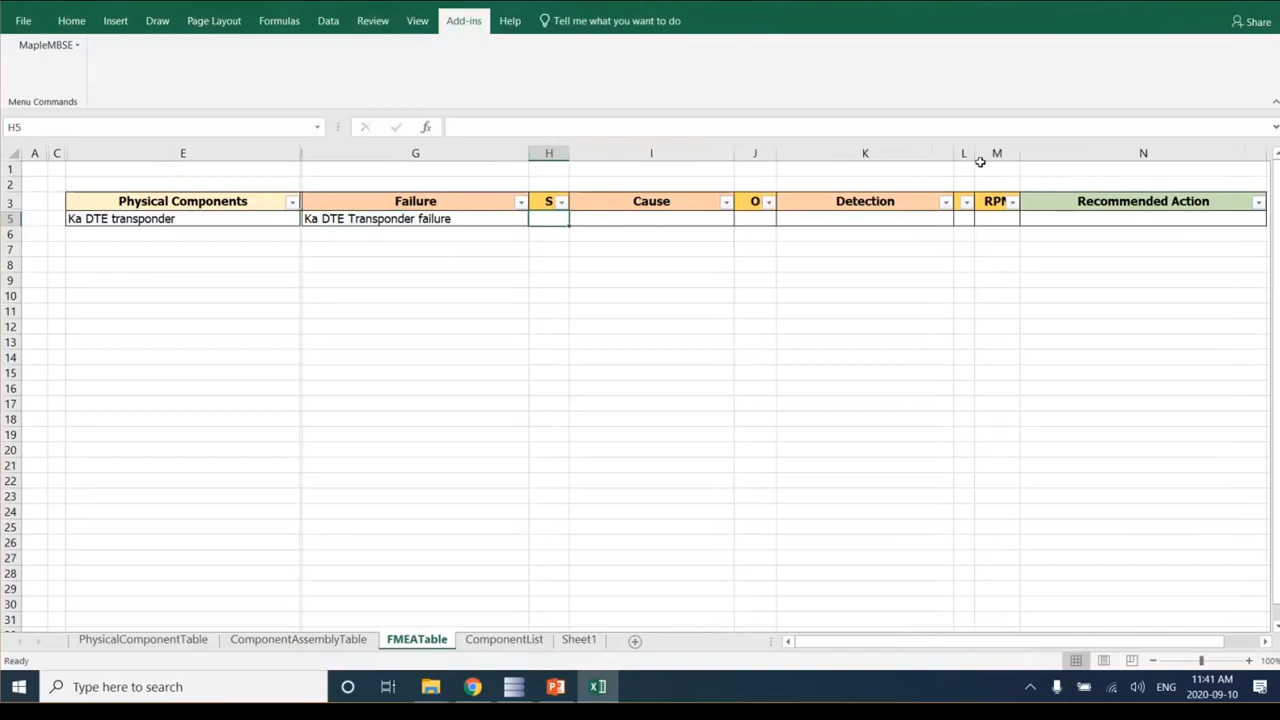 File Home Insert Draw Page Layout Formulas Data Review View Add-ins Help Tell me what you want to do Share
MapleMBSE
Menu Commands
H5
A C E G H I J K L M N
1
2
3 Physical Components Failure S Cause O Detection RPN Recommended Action
5 Ka DTE transponder Ka DTE Transponder failure
6
7
8
9
10
11
12
13
14
15
16
17
18
19
20
21
22
23
24
25
26
27
28
29
30
31
PhysicalComponentTable ComponentAssemblyTable FMEATable ComponentList Sheet1
Ready 100%
Type here to search ENG 11:41 AM
2020-09-10